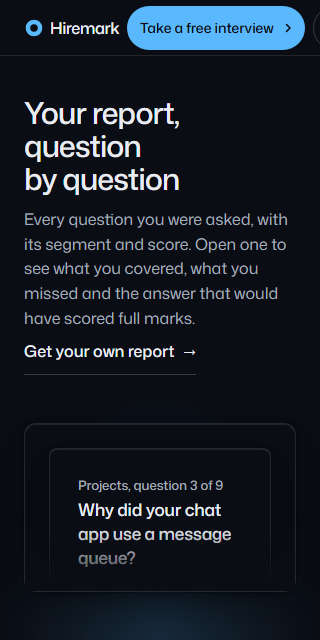 Hiremark
Take a free interview
Your report,
question
by question
Every question you were asked, with
its segment and score. Open one to
see what you covered, what you
missed and the answer that would
have scored full marks.
Get your own report →
Projects, question 3 of 9
Why did your chat
app use a message
queue?